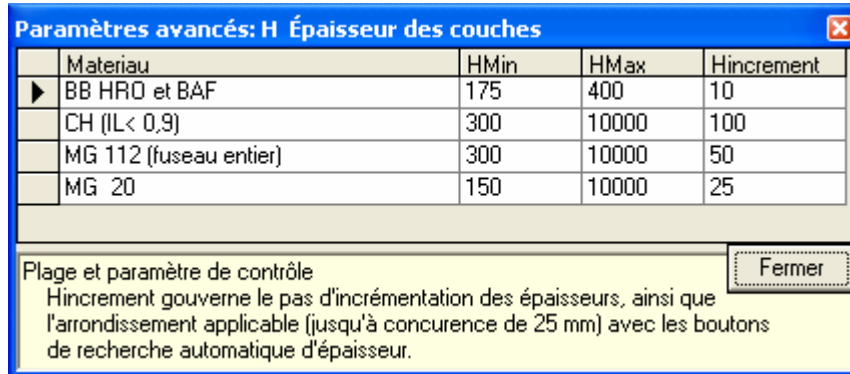 Paramètres avancés: H Épaisseur des couches
Materiau HMin HMax Hincrement
BB HRO et BAF 175 400 10
CH (IL< 0,9) 300 10000 100
MG 112 (fuseau entier) 300 10000 50
MG 20 150 10000 25
Fermer
Plage et paramètre de contrôle
Hincrement gouverne le pas d'incrémentation des épaisseurs, ainsi que
l'arrondissement applicable (jusqu'à concurence de 25 mm) avec les boutons
de recherche automatique d'épaisseur.